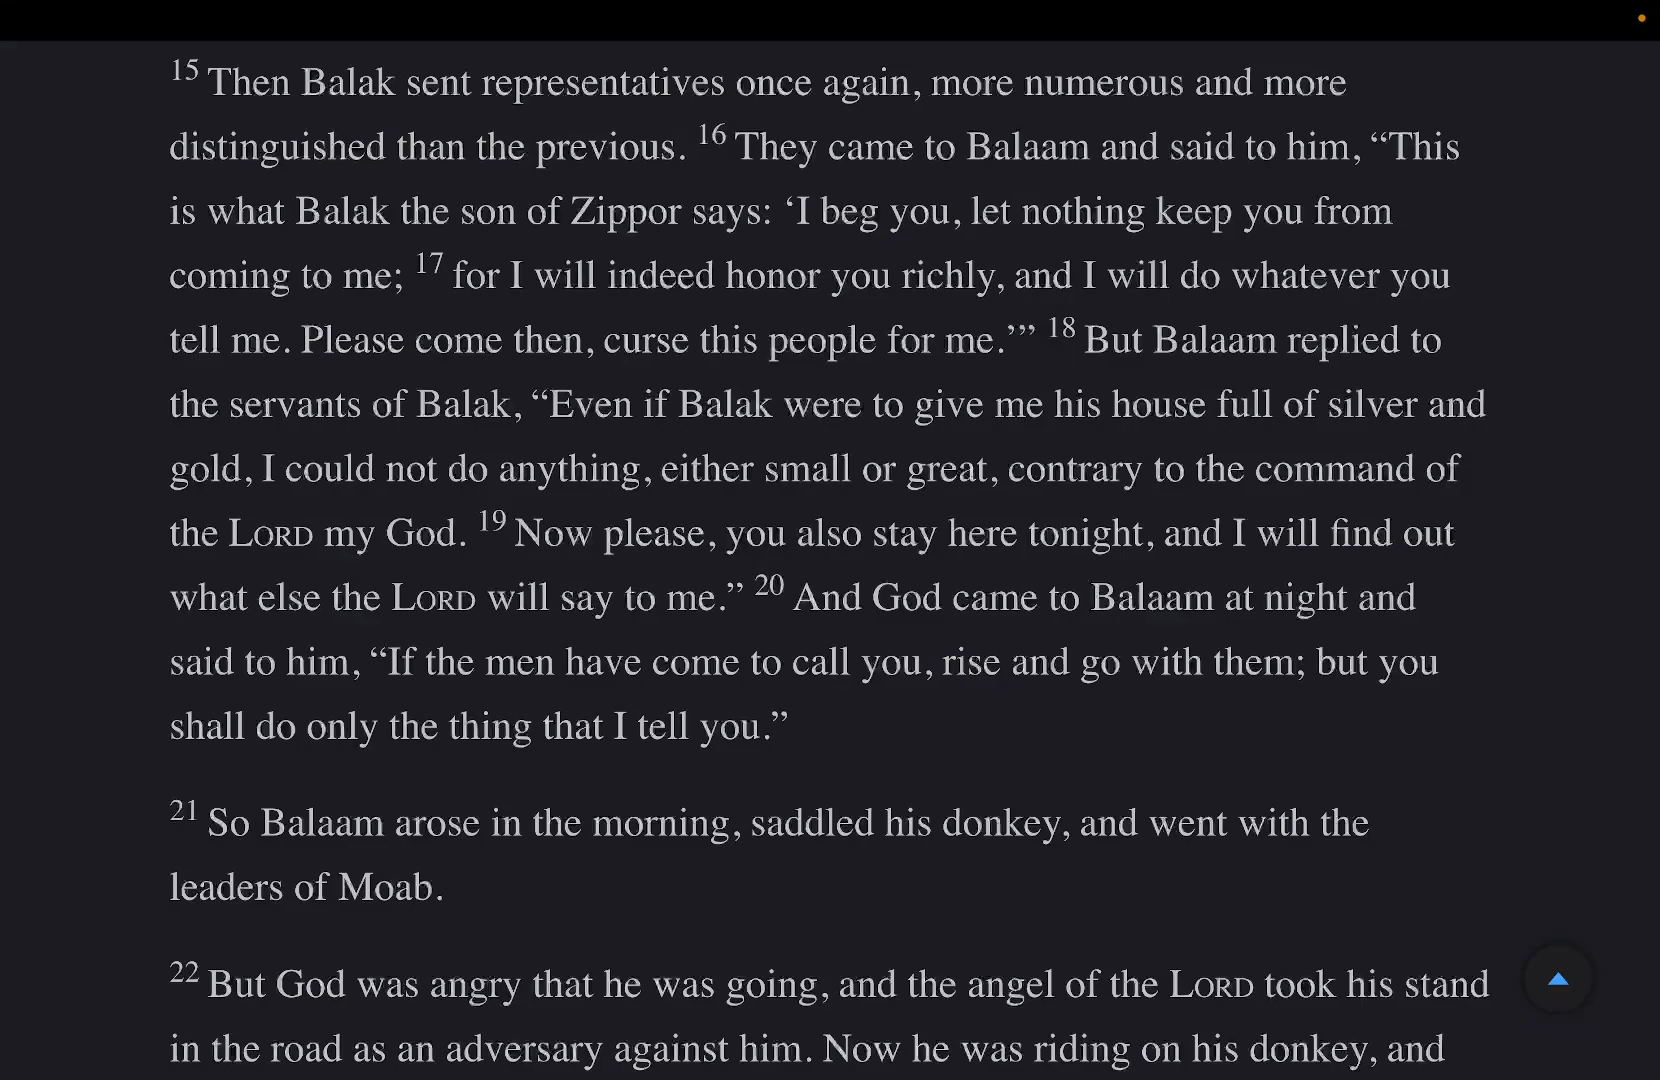 15 Then Balak sent representatives once again, more numerous and more
distinguished than the previous. 16 They came to Balaam and said to him, “This
is what Balak the son of Zippor says: ‘I beg you, let nothing keep you from
coming to me; 17 for I will indeed honor you richly, and I will do whatever you
tell me. Please come then, curse this people for me.’” 18 But Balaam replied to
the servants of Balak, “Even if Balak were to give me his house full of silver and
gold, I could not do anything, either small or great, contrary to the command of
the LORD my God. 19 Now please, you also stay here tonight, and I will find out
what else the LORD will say to me.” 20 And God came to Balaam at night and
said to him, “If the men have come to call you, rise and go with them; but you
shall do only the thing that I tell you.”
21 So Balaam arose in the morning, saddled his donkey, and went with the
leaders of Moab.
22 But God was angry that he was going, and the angel of the LORD took his stand
in the road as an adversary against him. Now he was riding on his donkey, and